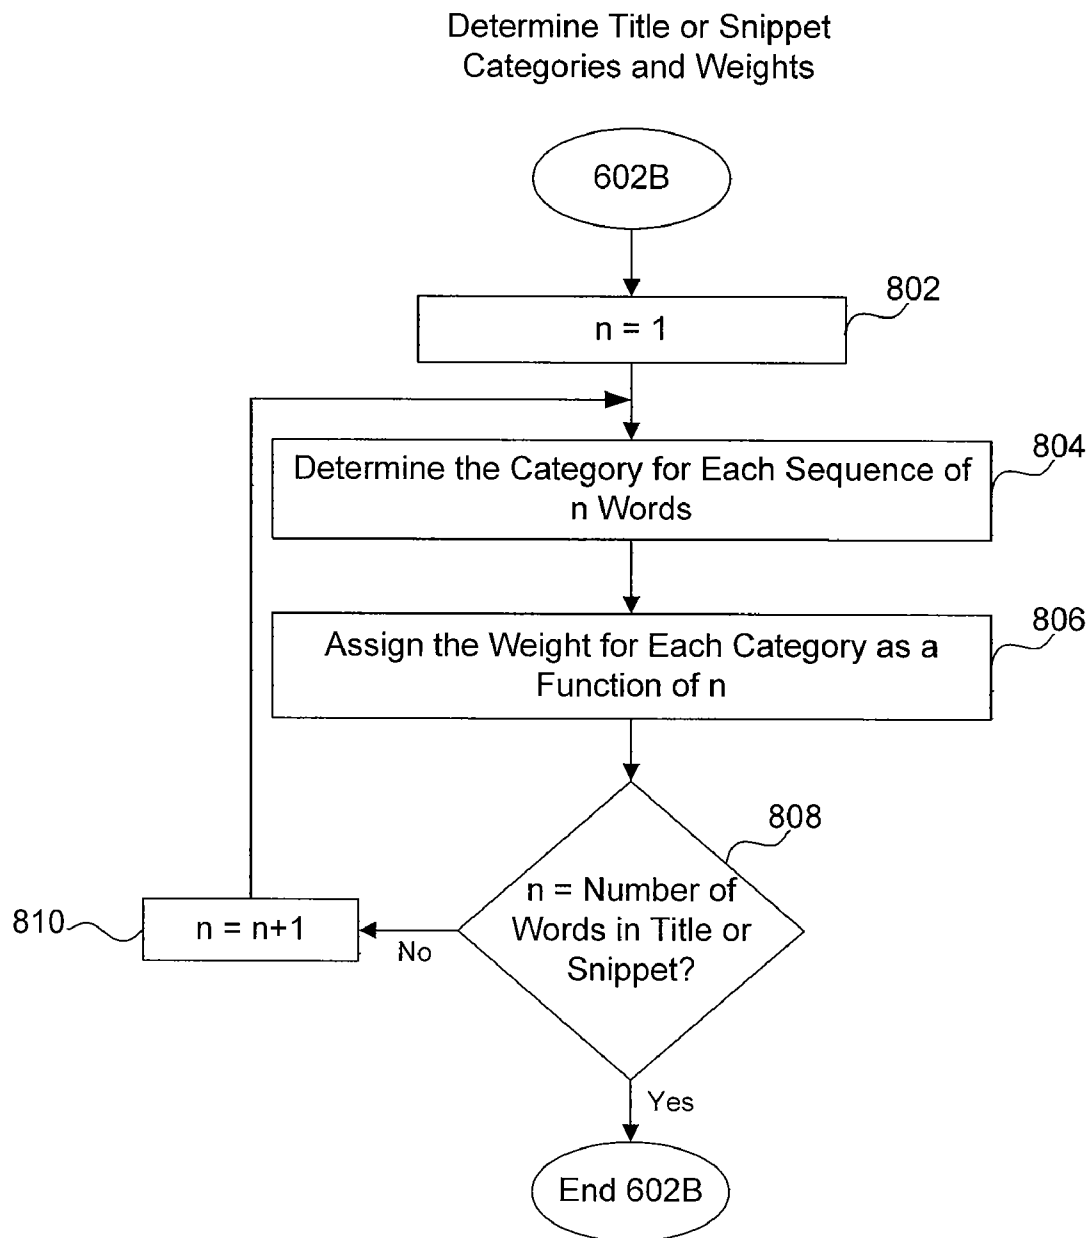 Determine Title or Snippet
Categories and Weights
602B
802
n = 1
804
Determine the Category for Each Sequence of
n Words
806
Assign the Weight for Each Category as a
Function of n
808
n = Number of
Words in Title or
Snippet?
810
n = n+1
No
Yes
End 602B